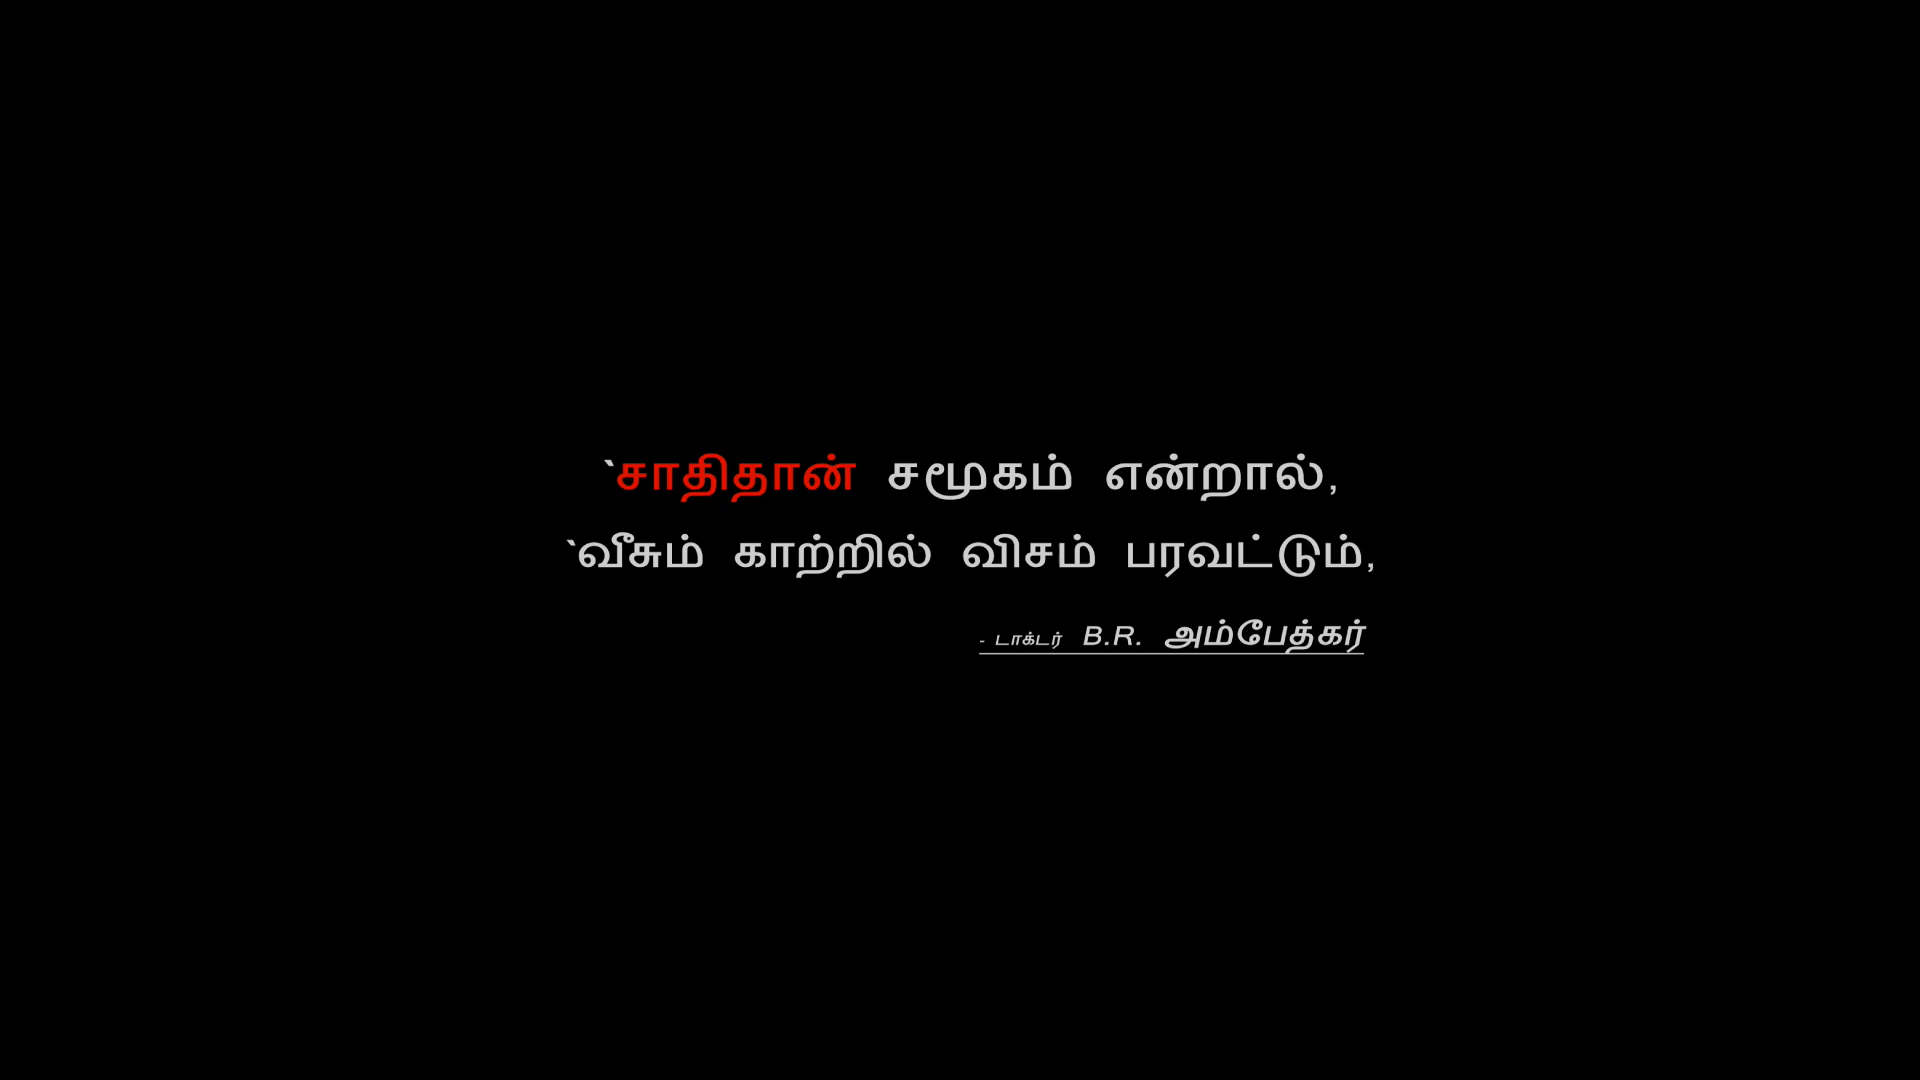 `சாதிதான் சமூகம் என்றால்,
`வீசும் காற்றில் விசம் பரவட்டும்,
- டாக்டர் B.R. அம்பேத்கர்